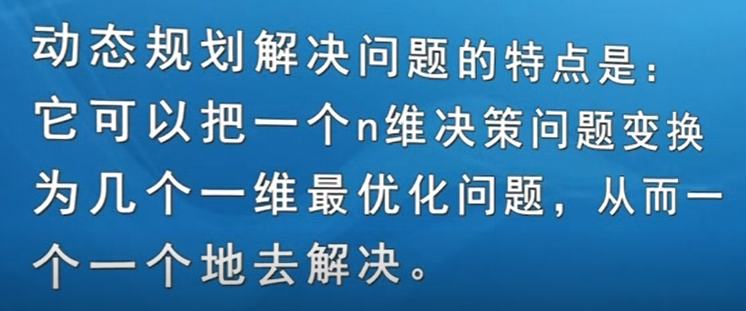 动态规划解决问题的特点是：
它可以把一个n维决策问题变换
为几个一维最优化问题，从而一
个一个地去解决。